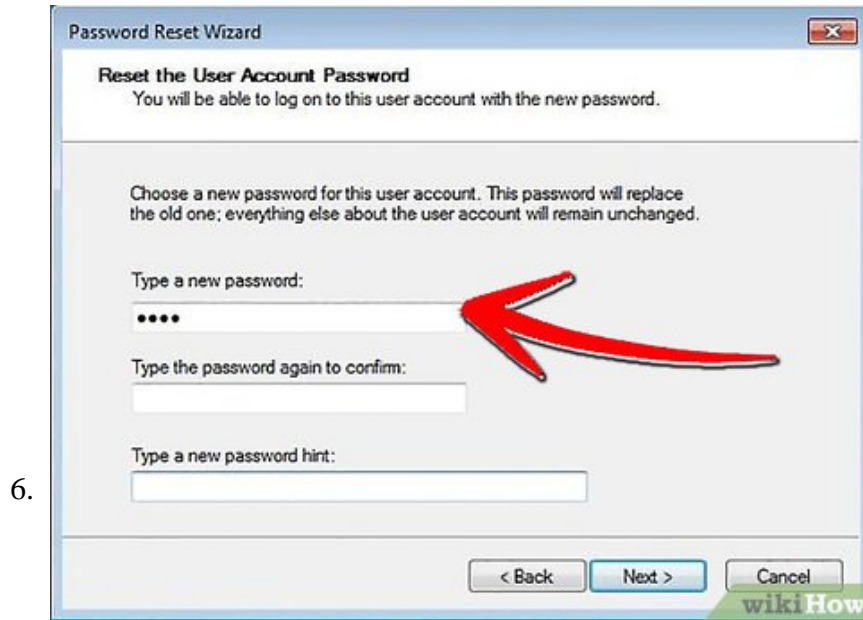 Password Reset Wizard
Reset the User Account Password
You will be able to log on to this user account with the new password.
Choose a new password for this user account. This password will replace
the old one; everything else about the user account will remain unchanged.
Type a new password:
••••
Type the password again to confirm:
Type a new password hint:
6.
< Back Next > Cancel
wikiHow